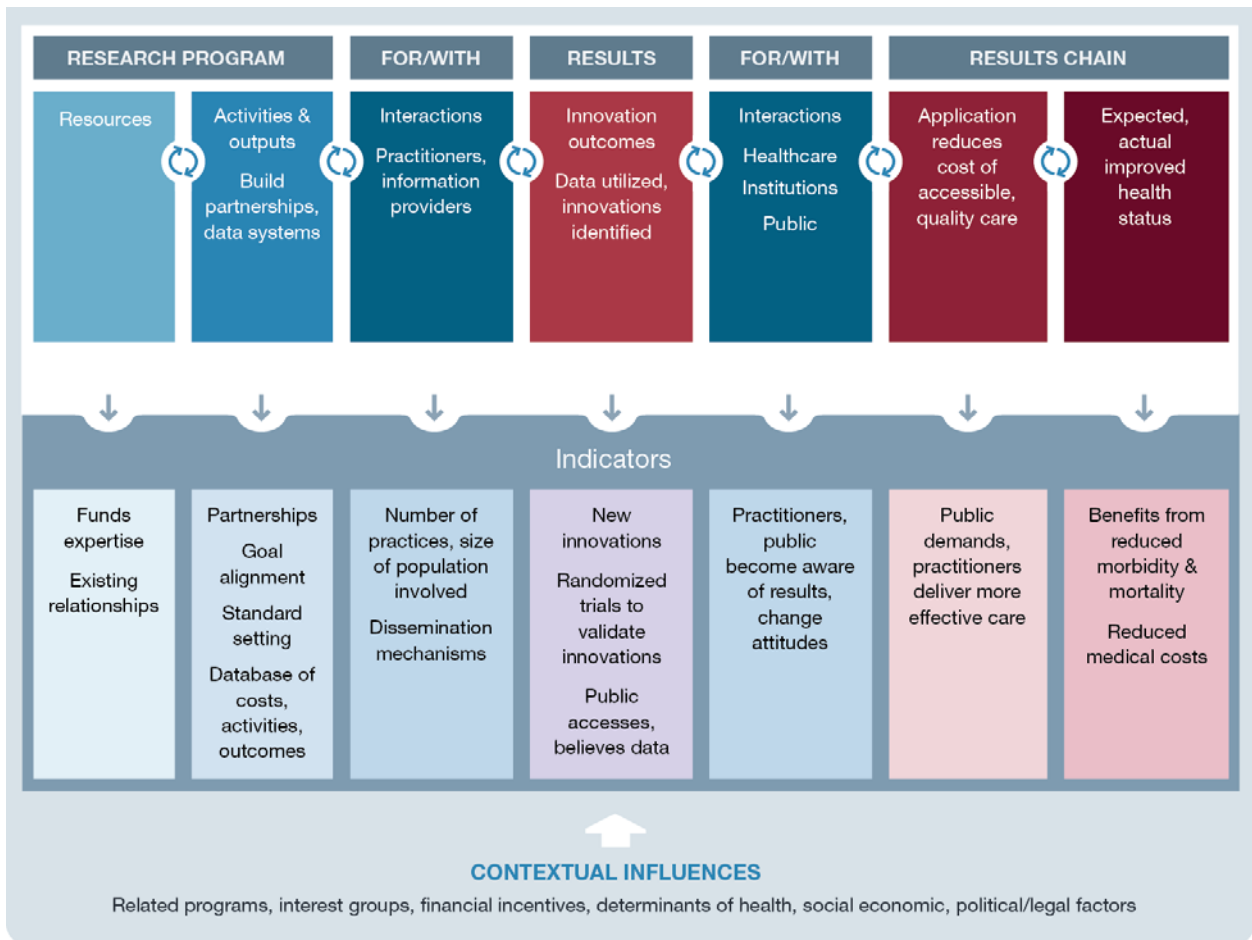 RESEARCH PROGRAM
FOR/WITH
RESULTS
FOR/WITH
RESULTS CHAIN
Resources
Activities &
outputs
Build
partnerships,
data systems
Interactions
Practitioners,
information
providers
Innovation
outcomes
Data utilized,
innovations
identified
Interactions
Healthcare
Institutions
Public
Application
reduces
cost of
accessible,
quality care
Expected,
actual
improved
health
status
Indicators
Funds
expertise
Existing
relationships
Partnerships
Goal
alignment
Standard
setting
Database of
costs,
activities,
outcomes
Number of
practices, size
of population
involved
Dissemination
mechanisms
New
innovations
Randomized
trials to
validate
innovations
Public
accesses,
believes data
Practitioners,
public
become aware
of results,
change
attitudes
Public
demands,
practitioners
deliver more
effective care
Benefits from
reduced
morbidity &
mortality
Reduced
medical costs
CONTEXTUAL INFLUENCES
Related programs, interest groups, financial incentives, determinants of health, social economic, political/legal factors